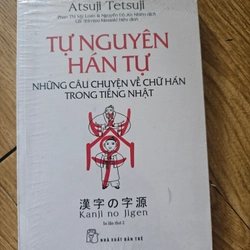 Atsuji Tetsuji
TỰ NGUYÊN
HÁN TỰ
NHỮNG CÂU CHUYỆN VỀ CHỮ HÁN
TRONG TIẾNG NHẬT
漢字の字源
Kanji no Jigen
NHÀ XUẤT BẢN TRẺ